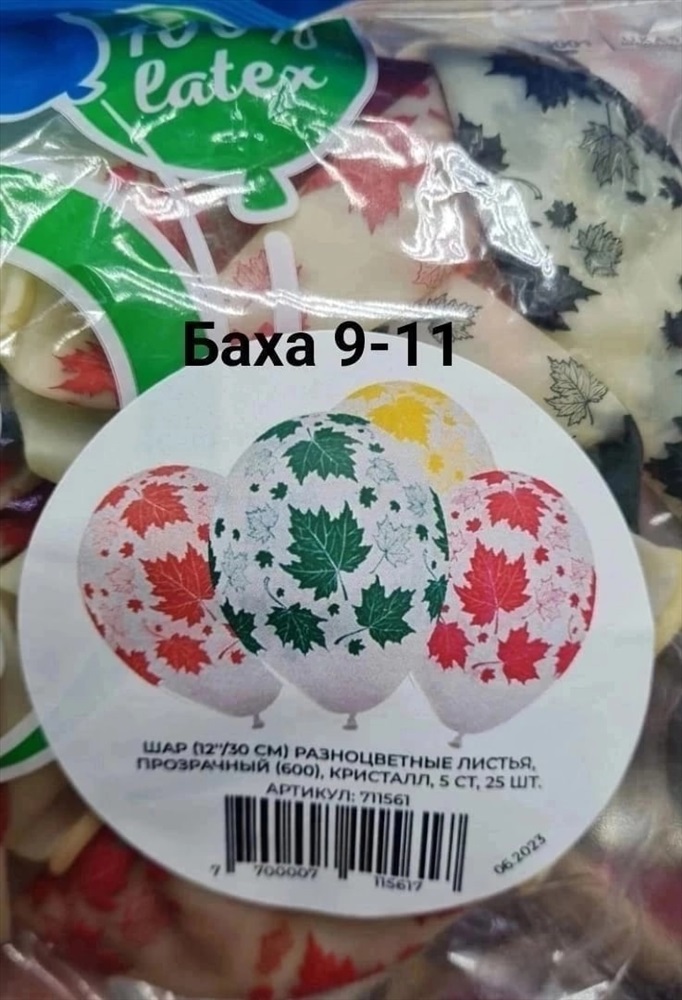 100%
latex
Баха 9-11
ШАР (12"/30 СМ) РАЗНОЦВЕТНЫЕ ЛИСТЬЯ,
ПРОЗРАЧНЫЙ (600), КРИСТАЛЛ, 5 СТ, 25 ШТ.
АРТИКУЛ: 711561
7 700007 115617
06.2023